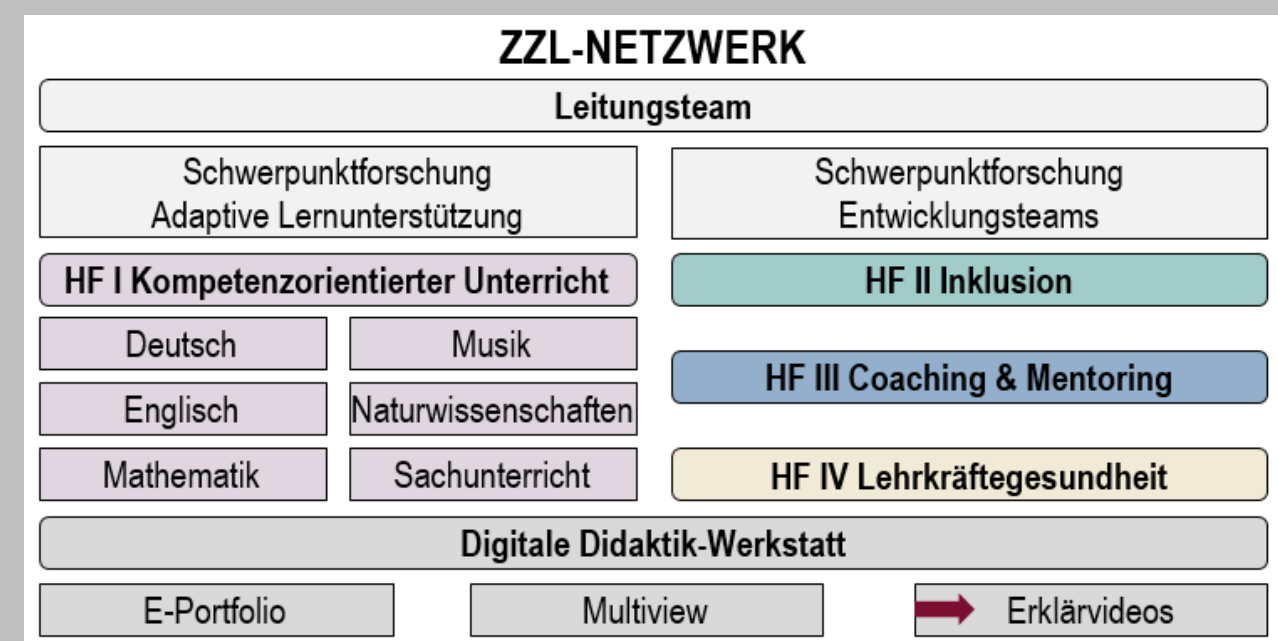 ZZL-NETZWERK
Leitungsteam
Schwerpunktforschung
Adaptive Lernunterstützung
Schwerpunktforschung
Entwicklungsteams
HF I Kompetenzorientierter Unterricht
HF II Inklusion
Deutsch
Musik
HF III Coaching & Mentoring
Englisch
Naturwissenschaften
Mathematik
Sachunterricht
HF IV Lehrkräftegesundheit
Digitale Didaktik-Werkstatt
E-Portfolio
Multiview
Erklärvideos